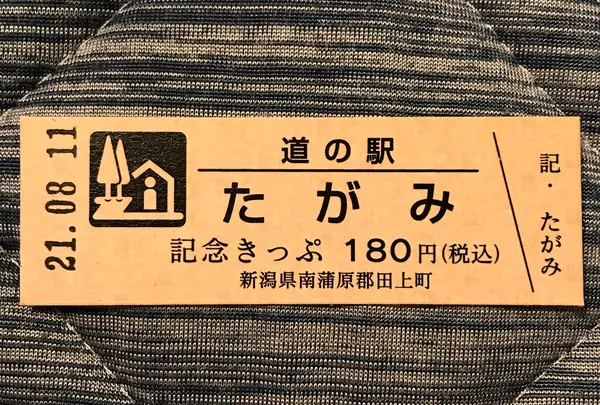 21.08 11
道の駅
たがみ
記念きっぷ 180円(税込)
新潟県南蒲原郡田上町
記・たがみ